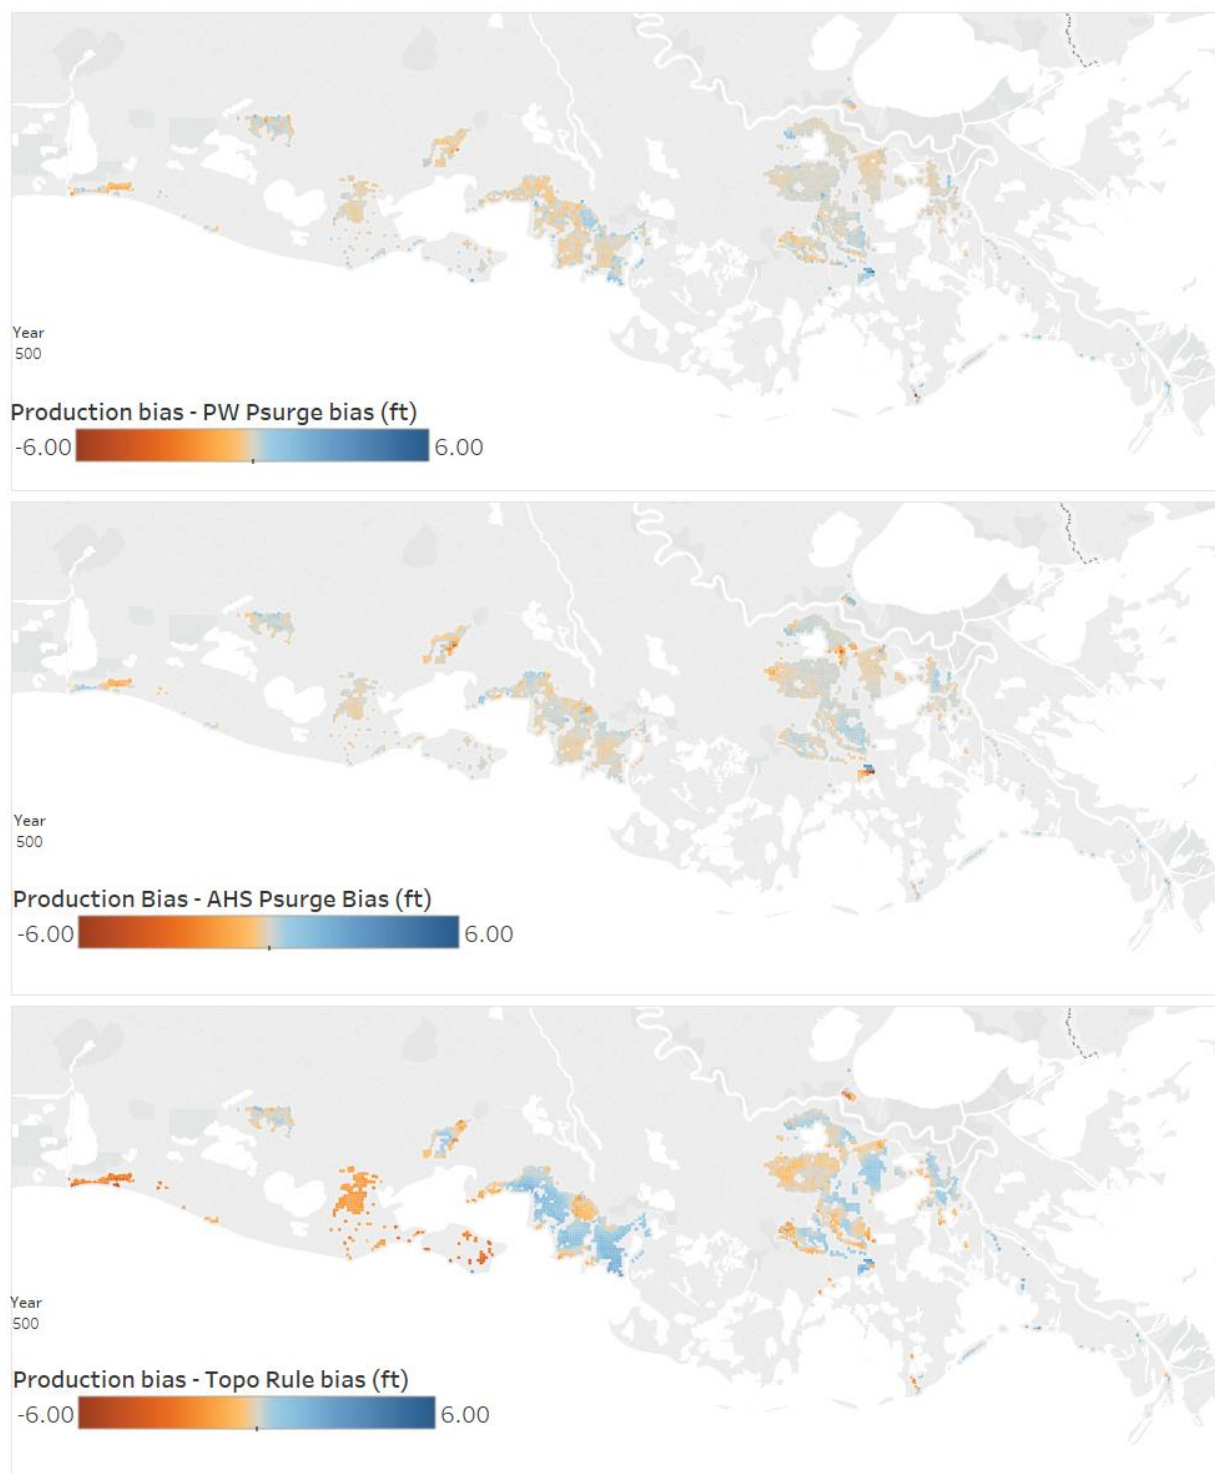 Year
500
Production bias - PW Psurge bias (ft)
-6.00 6.00
Year
500
Production Bias - AHS Psurge Bias (ft)
-6.00 6.00
Year
500
Production bias - Topo Rule bias (ft)
-6.00 6.00